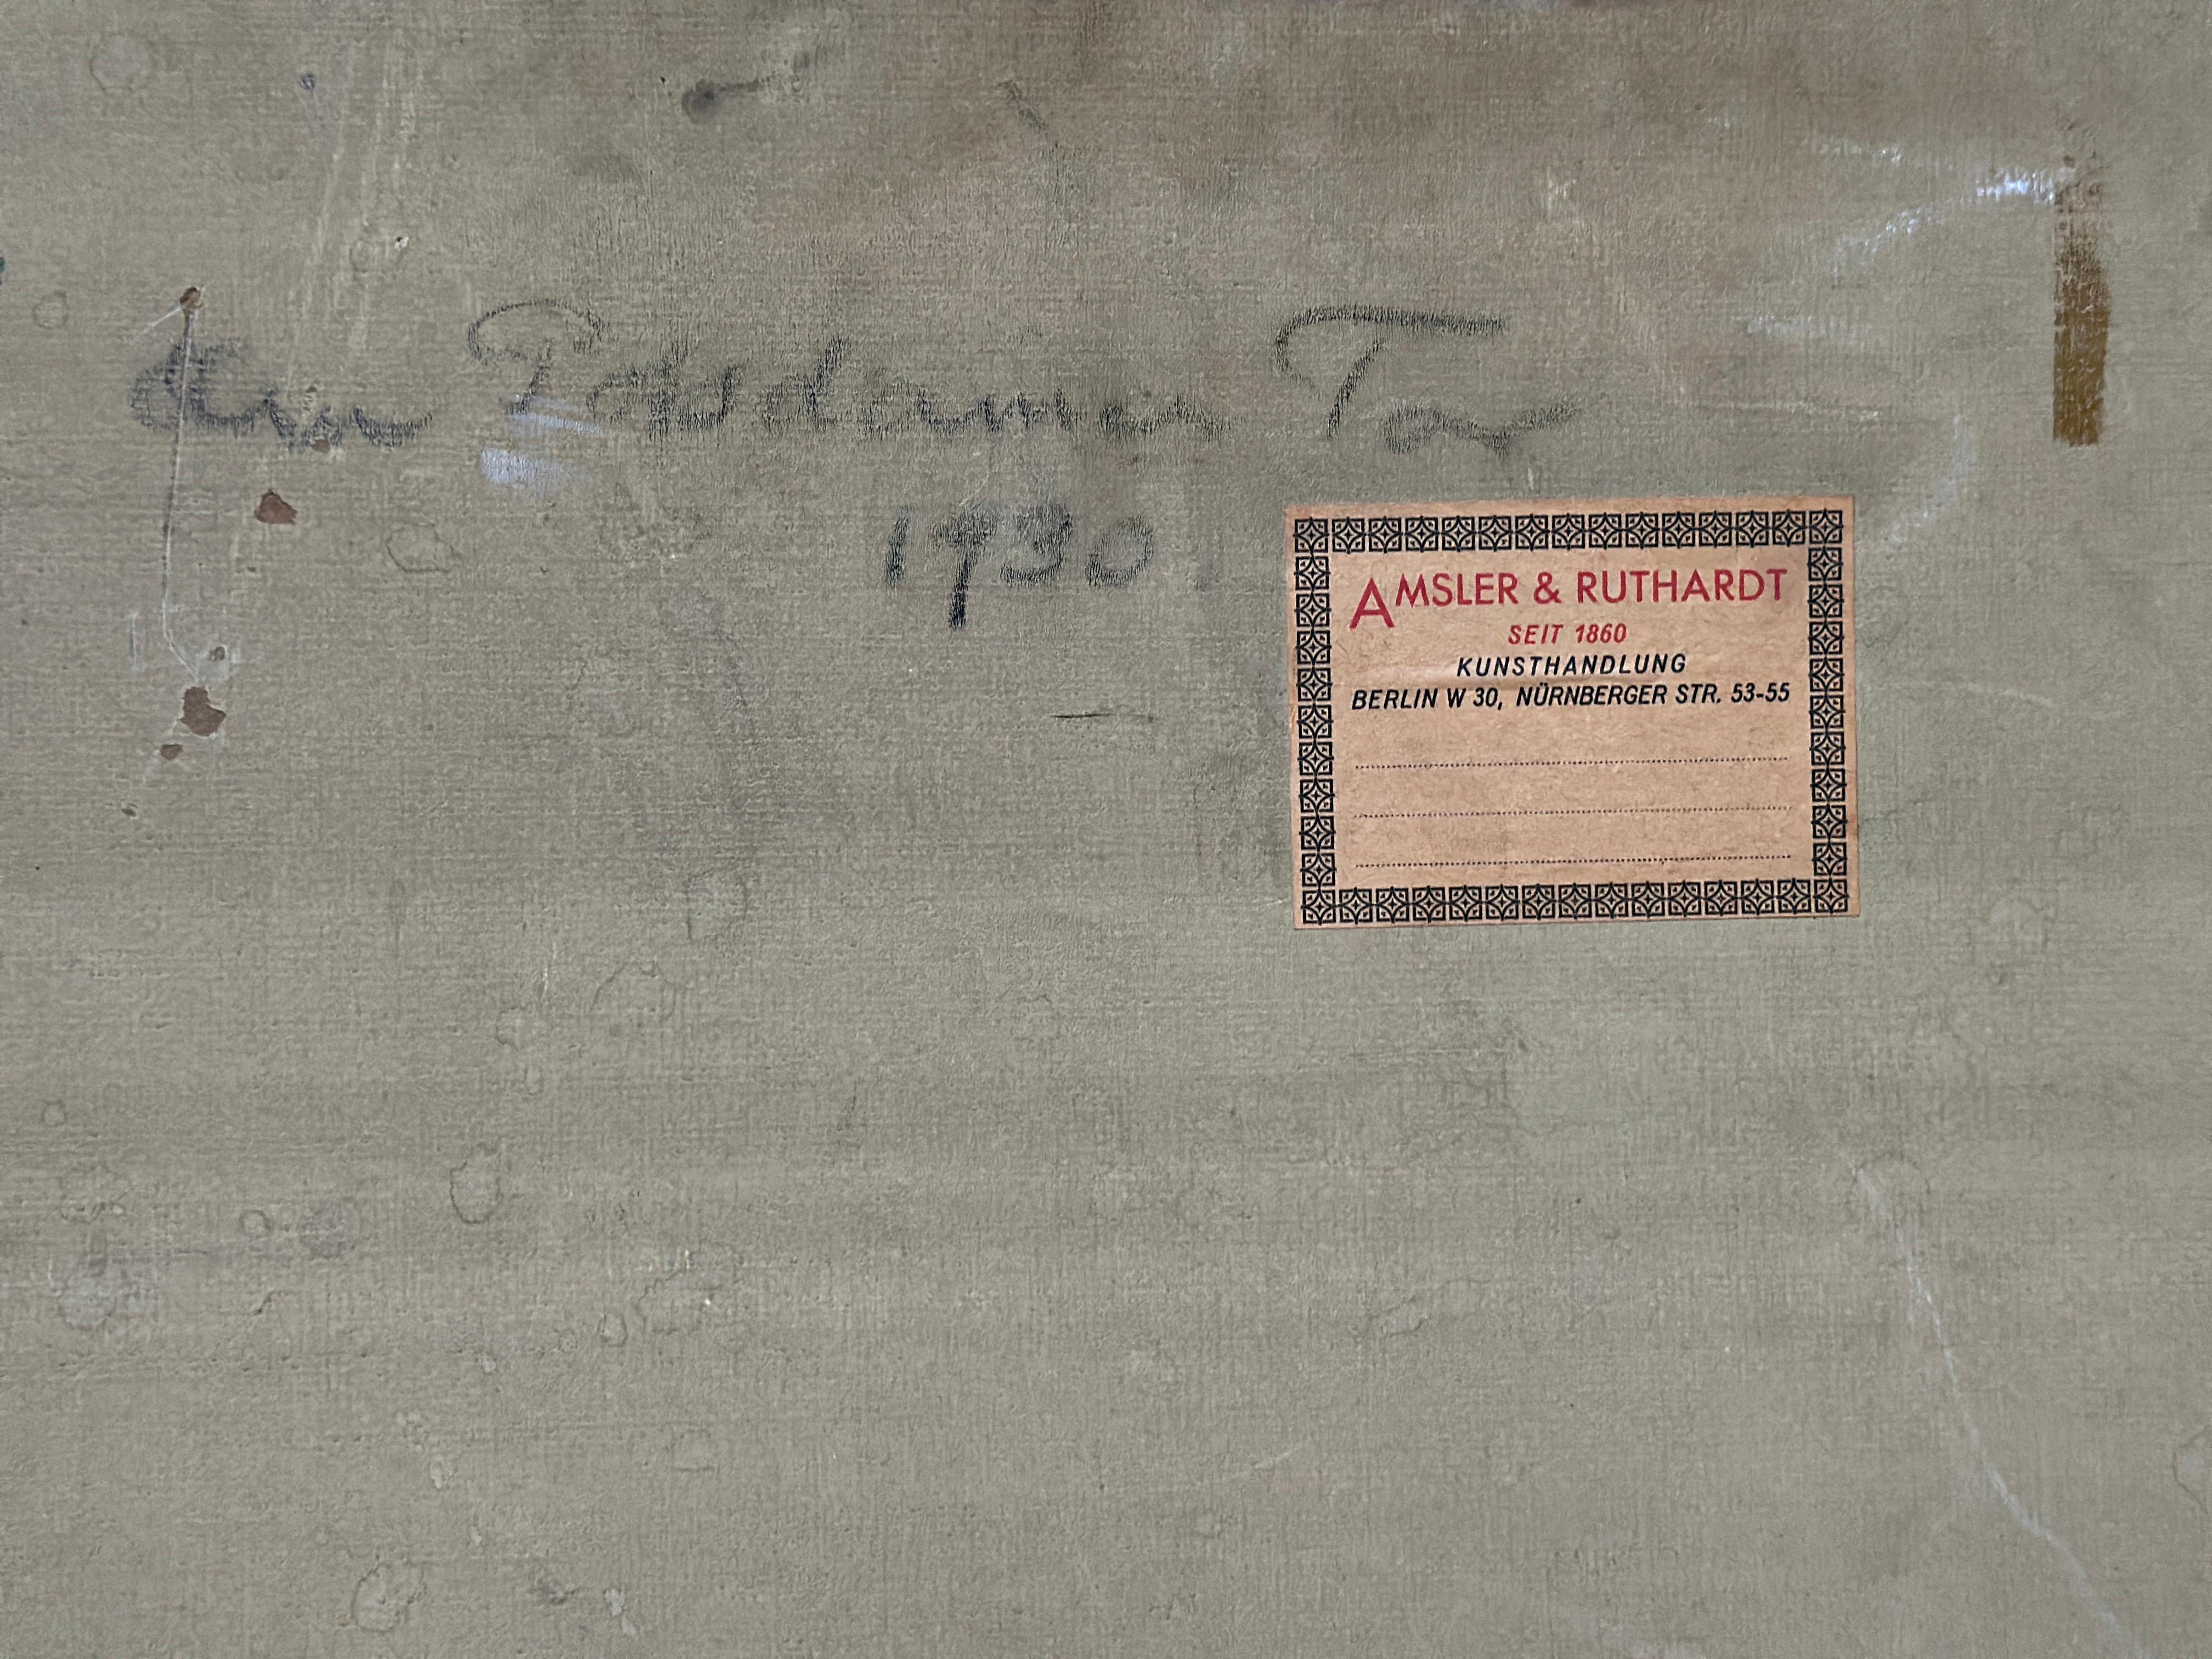 Am Potsdamer Tor
1930
AMSLER & RUTHARDT
SEIT 1860
KUNSTHANDLUNG
BERLIN W 30, NÜRNBERGER STR. 53-55